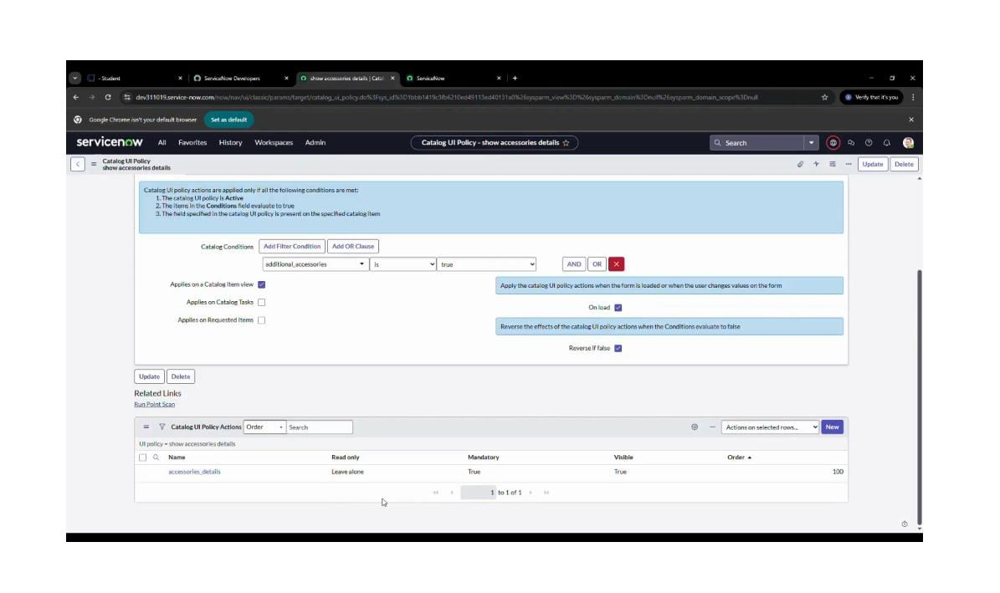 - Student
ServiceNow Developers
show accessories details | Catal
ServiceNow
dev311019.service-now.com/now/nav/ui/classic/params/target/catalog_ui_policy.do%3Fsys_id%3D1bbb1419c3fb6210ed49113ed40131a0%26sysparm_view%3D%26sysparm_domain%3Dnull%26sysparm_domain_scope%3Dnull
Verify that it's you
Google Chrome isn't your default browser
Set as default
servicenow
All
Favorites
History
Workspaces
Admin
Catalog UI Policy - show accessories details
Search
Catalog UI Policy
show accessories details
Update
Delete
Catalog UI policy actions are applied only if all the following conditions are met:
1. The catalog UI policy is Active
2. The items in the Conditions field evaluate to true
3. The field specified in the catalog UI policy is present on the specified catalog item
Catalog Conditions
Add Filter Condition
Add OR Clause
additional_accessories
is
true
AND
OR
Applies on a Catalog Item view
Apply the catalog UI policy actions when the form is loaded or when the user changes values on the form
Applies on Catalog Tasks
On load
Applies on Requested Items
Reverse the effects of the catalog UI policy actions when the Conditions evaluate to false
Reverse if false
Update
Delete
Related Links
Run Point Scan
Catalog UI Policy Actions
Order
Search
Actions on selected rows...
New
UI policy = show accessories details
Name
Read only
Mandatory
Visible
Order
accessories_details
Leave alone
True
True
100
1 to 1 of 1